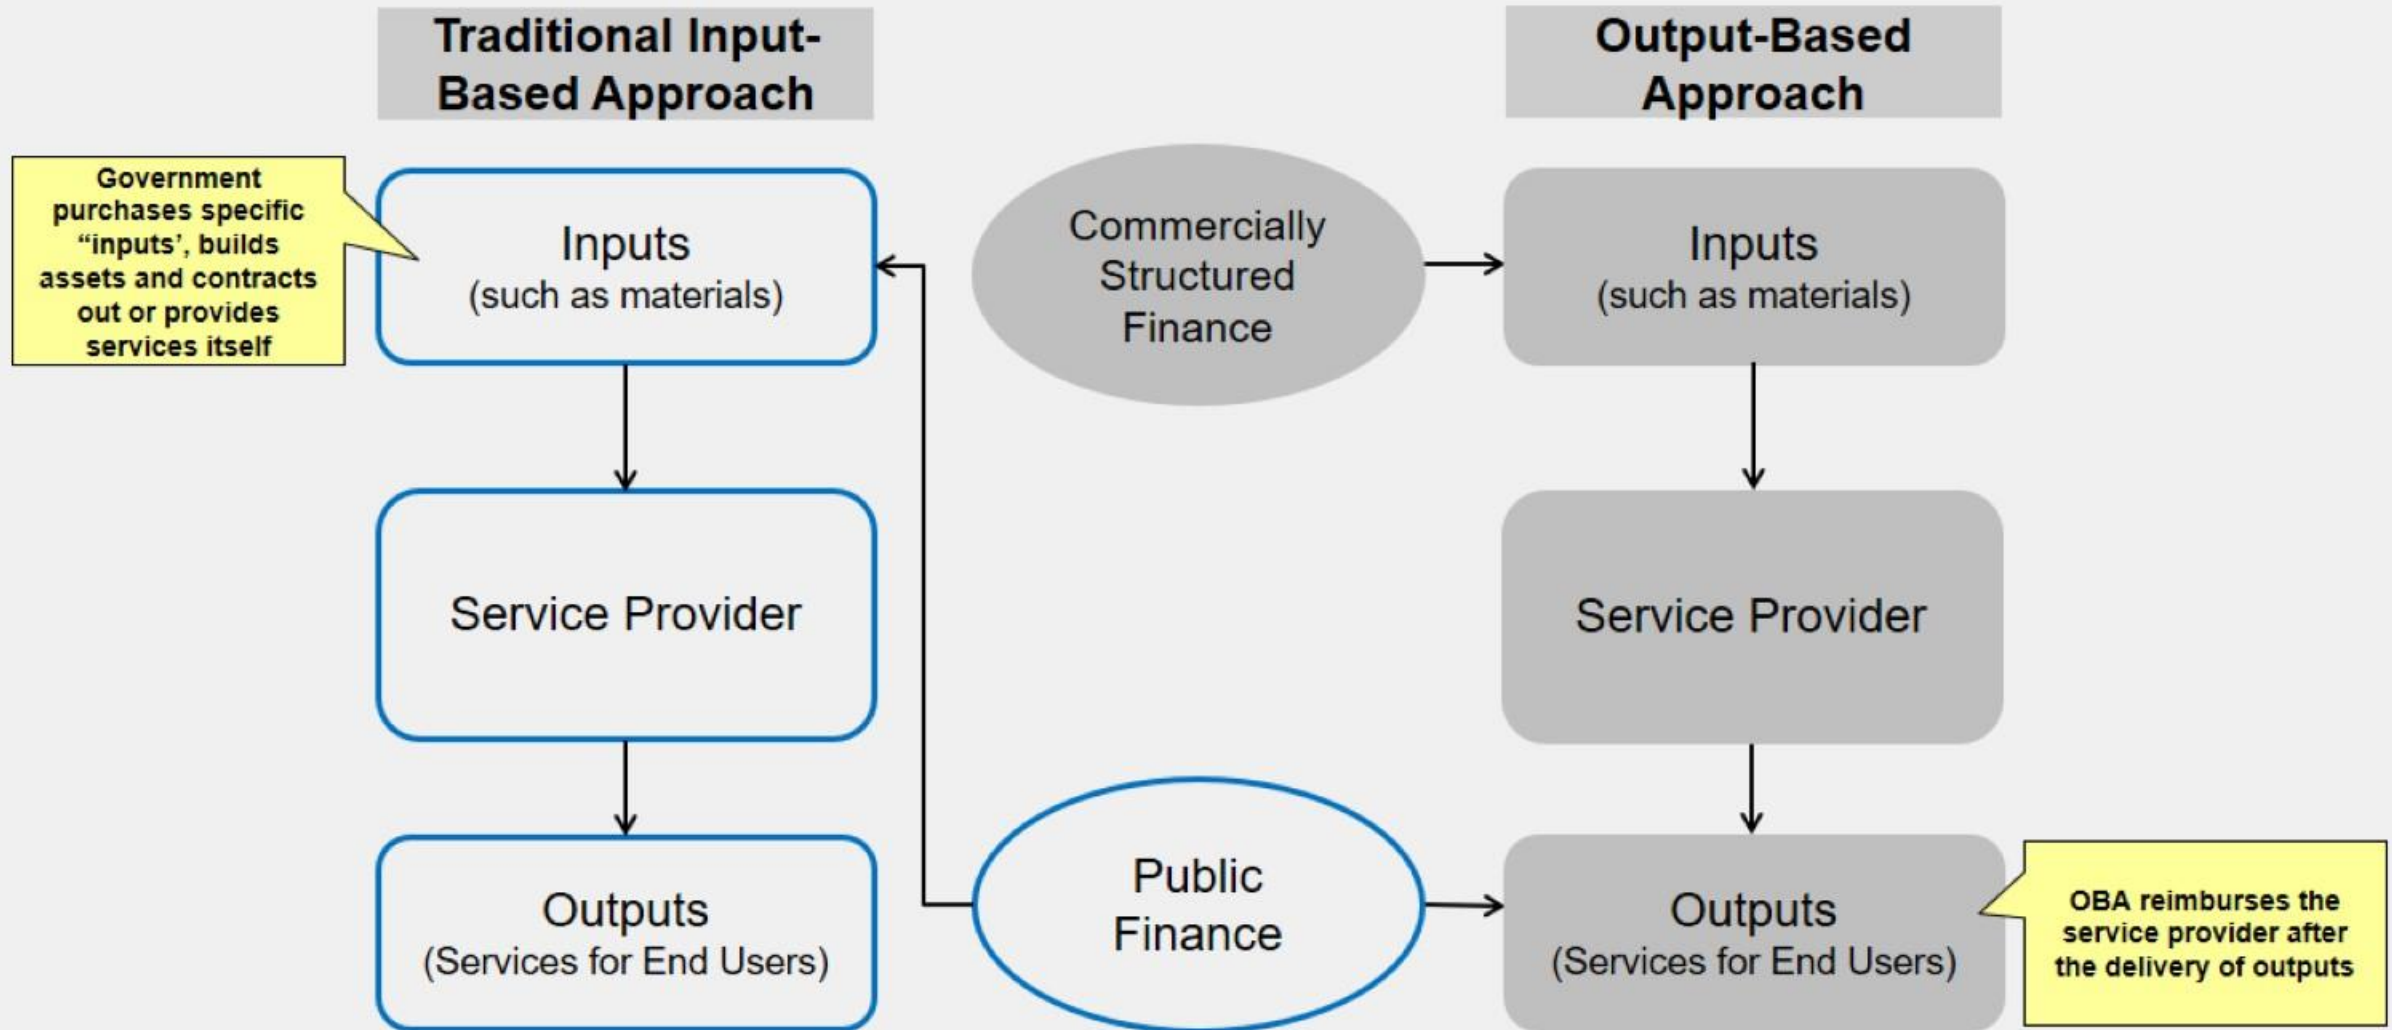 Traditional Input-
Based Approach
Output-Based
Approach
Government
purchases specific
“inputs’, builds
assets and contracts
out or provides
services itself
Inputs
(such as materials)
Commercially
Structured
Finance
Inputs
(such as materials)
Service Provider
Service Provider
Outputs
(Services for End Users)
Public
Finance
Outputs
(Services for End Users)
OBA reimburses the
service provider after
the delivery of outputs